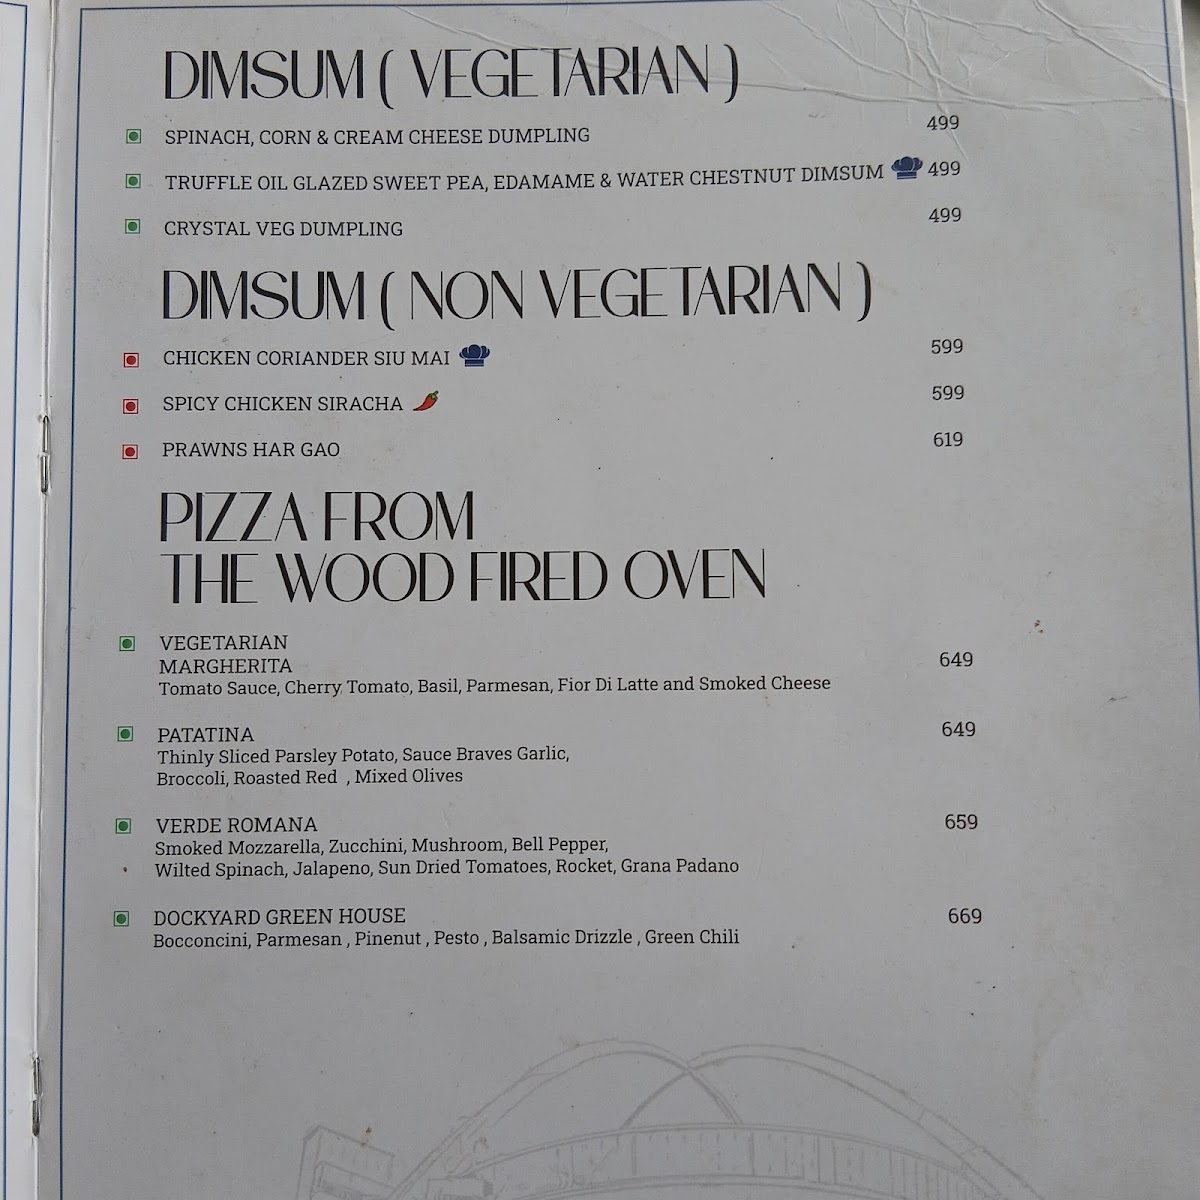 DIMSUM ( VEGETARIAN )
SPINACH, CORN & CREAM CHEESE DUMPLING 499
TRUFFLE OIL GLAZED SWEET PEA, EDAMAME & WATER CHESTNUT DIMSUM 499
CRYSTAL VEG DUMPLING 499
DIMSUM ( NON VEGETARIAN )
CHICKEN CORIANDER SIU MAI 599
SPICY CHICKEN SIRACHA 599
PRAWNS HAR GAO 619
PIZZA FROM
THE WOOD FIRED OVEN
VEGETARIAN
MARGHERITA 649
Tomato Sauce, Cherry Tomato, Basil, Parmesan, Fior Di Latte and Smoked Cheese
PATATINA 649
Thinly Sliced Parsley Potato, Sauce Braves Garlic,
Broccoli, Roasted Red , Mixed Olives
VERDE ROMANA 659
Smoked Mozzarella, Zucchini, Mushroom, Bell Pepper,
Wilted Spinach, Jalapeno, Sun Dried Tomatoes, Rocket, Grana Padano
DOCKYARD GREEN HOUSE 669
Bocconcini, Parmesan , Pinenut , Pesto , Balsamic Drizzle , Green Chili